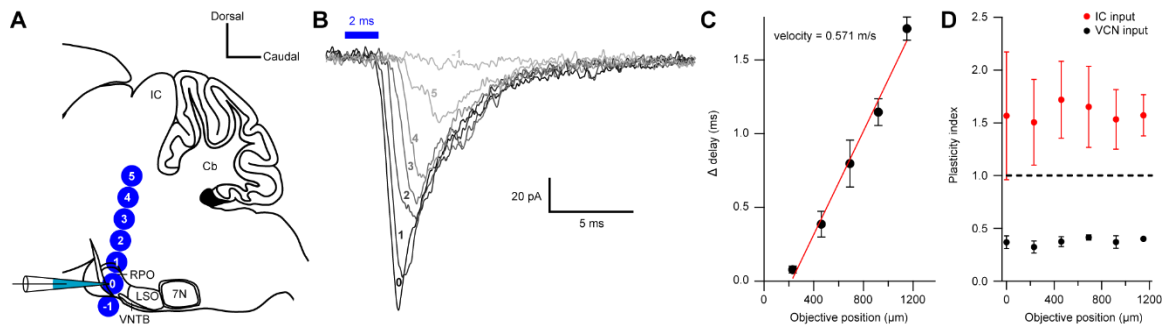 A
Dorsal
Caudal
IC
Cb
5
4
3
2
1
0
-1
RPO
LSO
7N
VNTB
B
2 ms
-1
5
4
3
2
1
0
20 pA
5 ms
C
velocity = 0.571 m/s
Δ delay (ms)
1.5
1.0
0.5
0.0
0 400 800 1200
Objective position (µm)
D
IC input
VCN input
Plasticity index
2.5
2.0
1.5
1.0
0.5
0.0
0 400 800 1200
Objective position (µm)